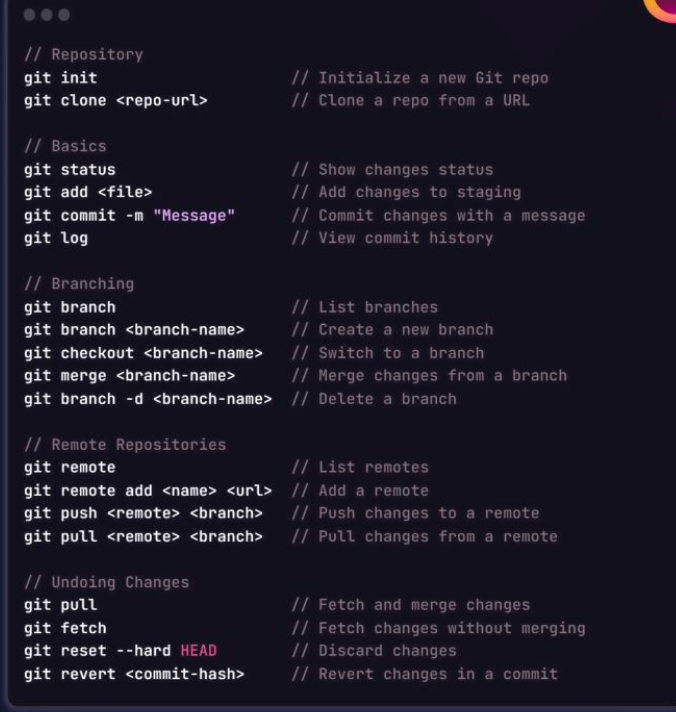 // Repository
git init // Initialize a new Git repo
git clone <repo-url> // Clone a repo from a URL
// Basics
git status // Show changes status
git add <file> // Add changes to staging
git commit -m "Message" // Commit changes with a message
git log // View commit history
// Branching
git branch // List branches
git branch <branch-name> // Create a new branch
git checkout <branch-name> // Switch to a branch
git merge <branch-name> // Merge changes from a branch
git branch -d <branch-name> // Delete a branch
// Remote Repositories
git remote // List remotes
git remote add <name> <url> // Add a remote
git push <remote> <branch> // Push changes to a remote
git pull <remote> <branch> // Pull changes from a remote
// Undoing Changes
git pull // Fetch and merge changes
git fetch // Fetch changes without merging
git reset --hard HEAD // Discard changes
git revert <commit-hash> // Revert changes in a commit